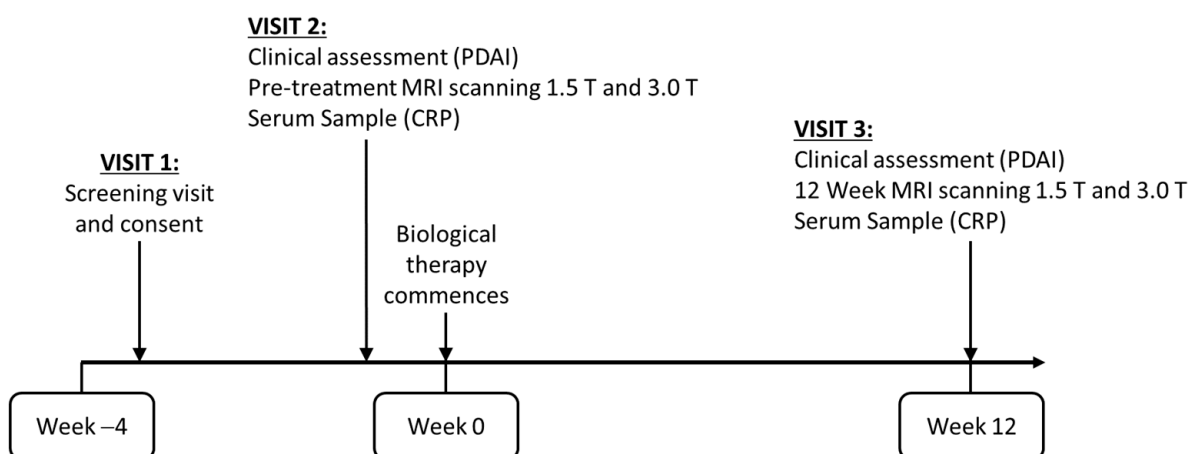 VISIT 1:
Screening visit
and consent
VISIT 2:
Clinical assessment (PDAI)
Pre-treatment MRI scanning 1.5 T and 3.0 T
Serum Sample (CRP)
Biological
therapy
commences
VISIT 3:
Clinical assessment (PDAI)
12 Week MRI scanning 1.5 T and 3.0 T
Serum Sample (CRP)
Week –4
Week 0
Week 12